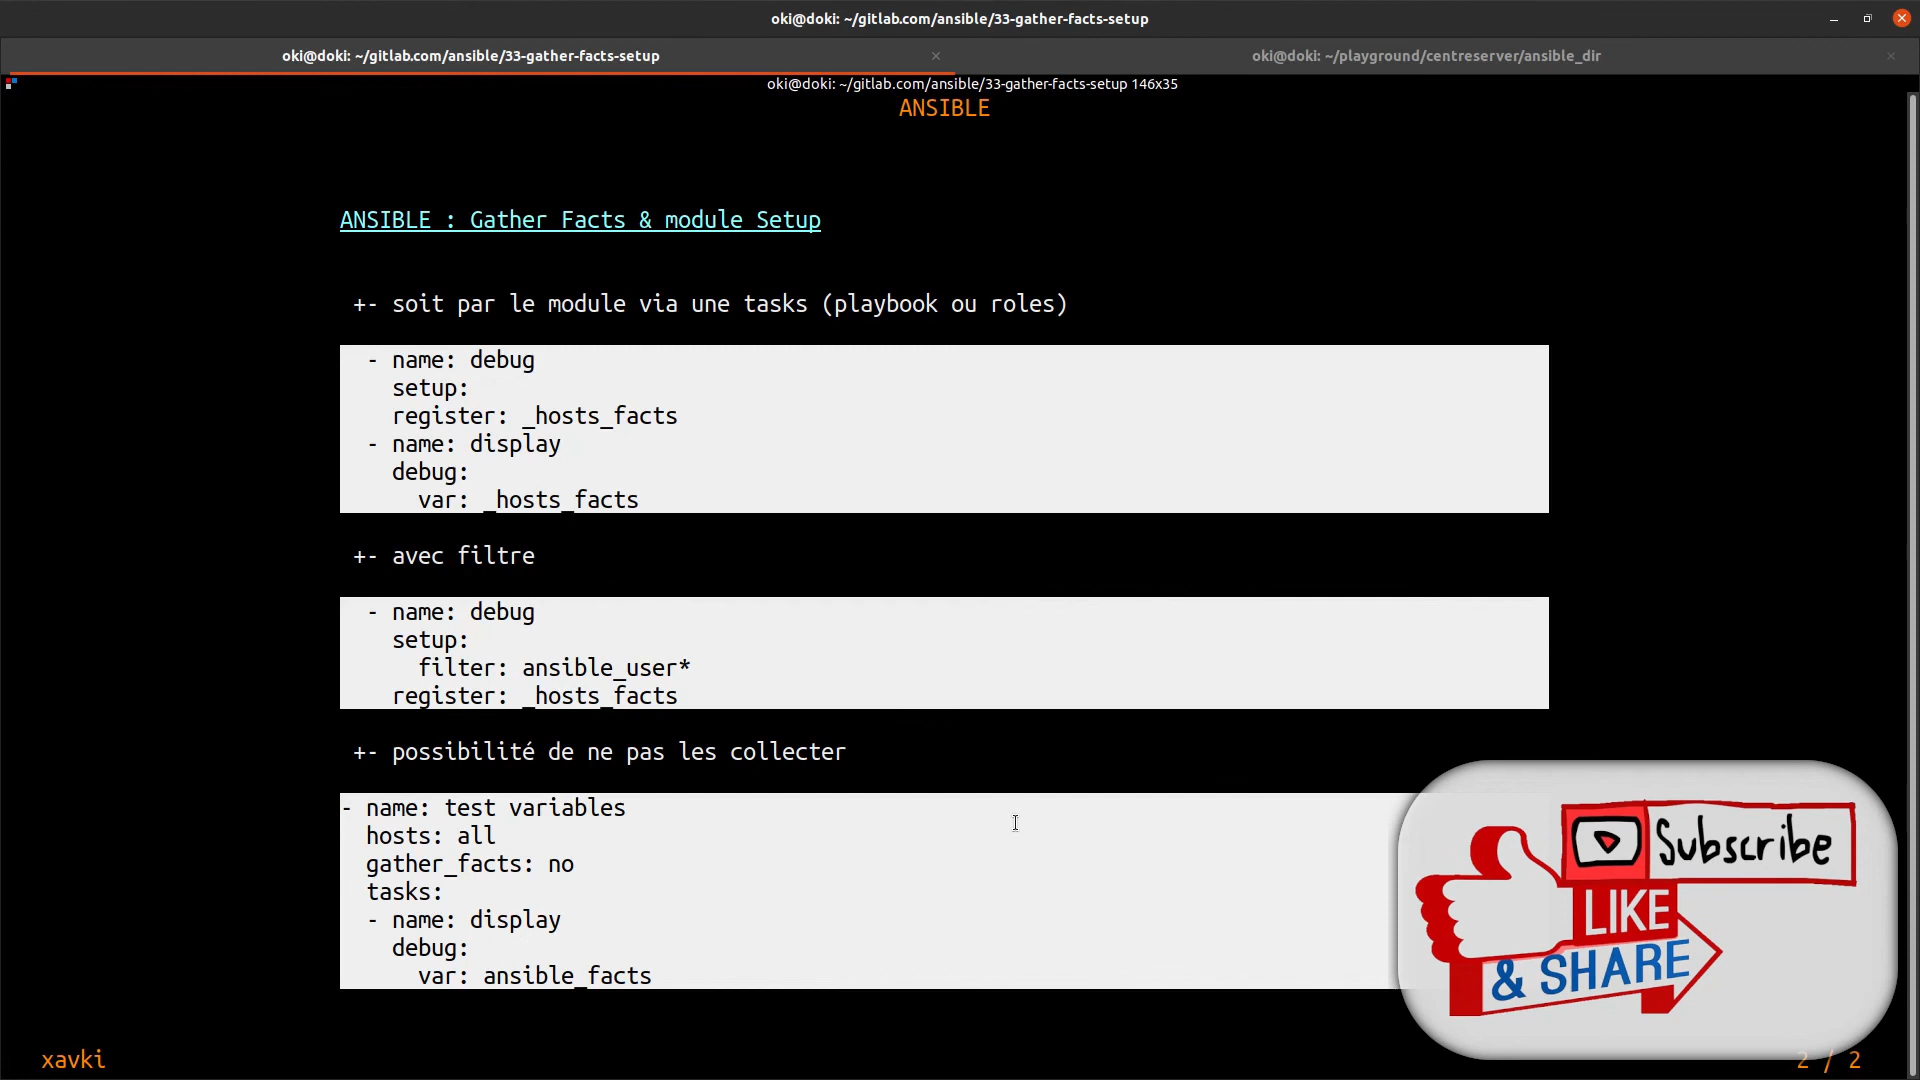 oki@doki: ~/gitlab.com/ansible/33-gather-facts-setup
oki@doki: ~/gitlab.com/ansible/33-gather-facts-setup
oki@doki: ~/playground/centreserver/ansible_dir
oki@doki: ~/gitlab.com/ansible/33-gather-facts-setup 146x35
ANSIBLE
ANSIBLE : Gather Facts & module Setup
+- soit par le module via une tasks (playbook ou roles)
- name: debug
setup:
register: _hosts_facts
- name: display
debug:
var: _hosts_facts
+- avec filtre
- name: debug
setup:
filter: ansible_user*
register: _hosts_facts
+- possibilité de ne pas les collecter
- name: test variables
hosts: all
gather_facts: no
tasks:
- name: display
debug:
var: ansible_facts
Subscribe
LIKE
& SHARE
xavki
2 / 2